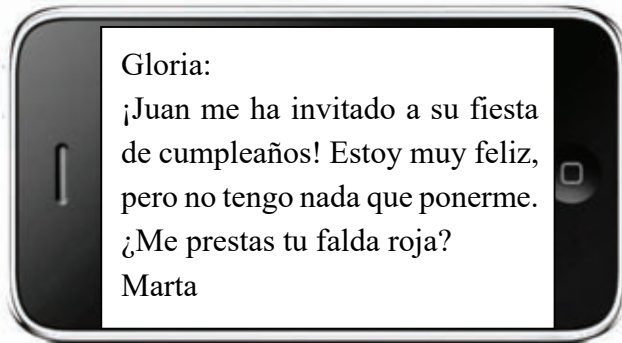 Gloria:
¡Juan me ha invitado a su fiesta
de cumpleaños! Estoy muy feliz,
pero no tengo nada que ponerme.
¿Me prestas tu falda roja?
Marta